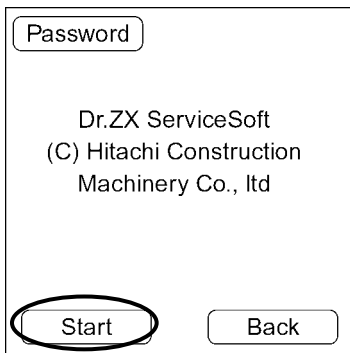 Password
Dr.ZX ServiceSoft
(C) Hitachi Construction
Machinery Co., ltd
Start Back